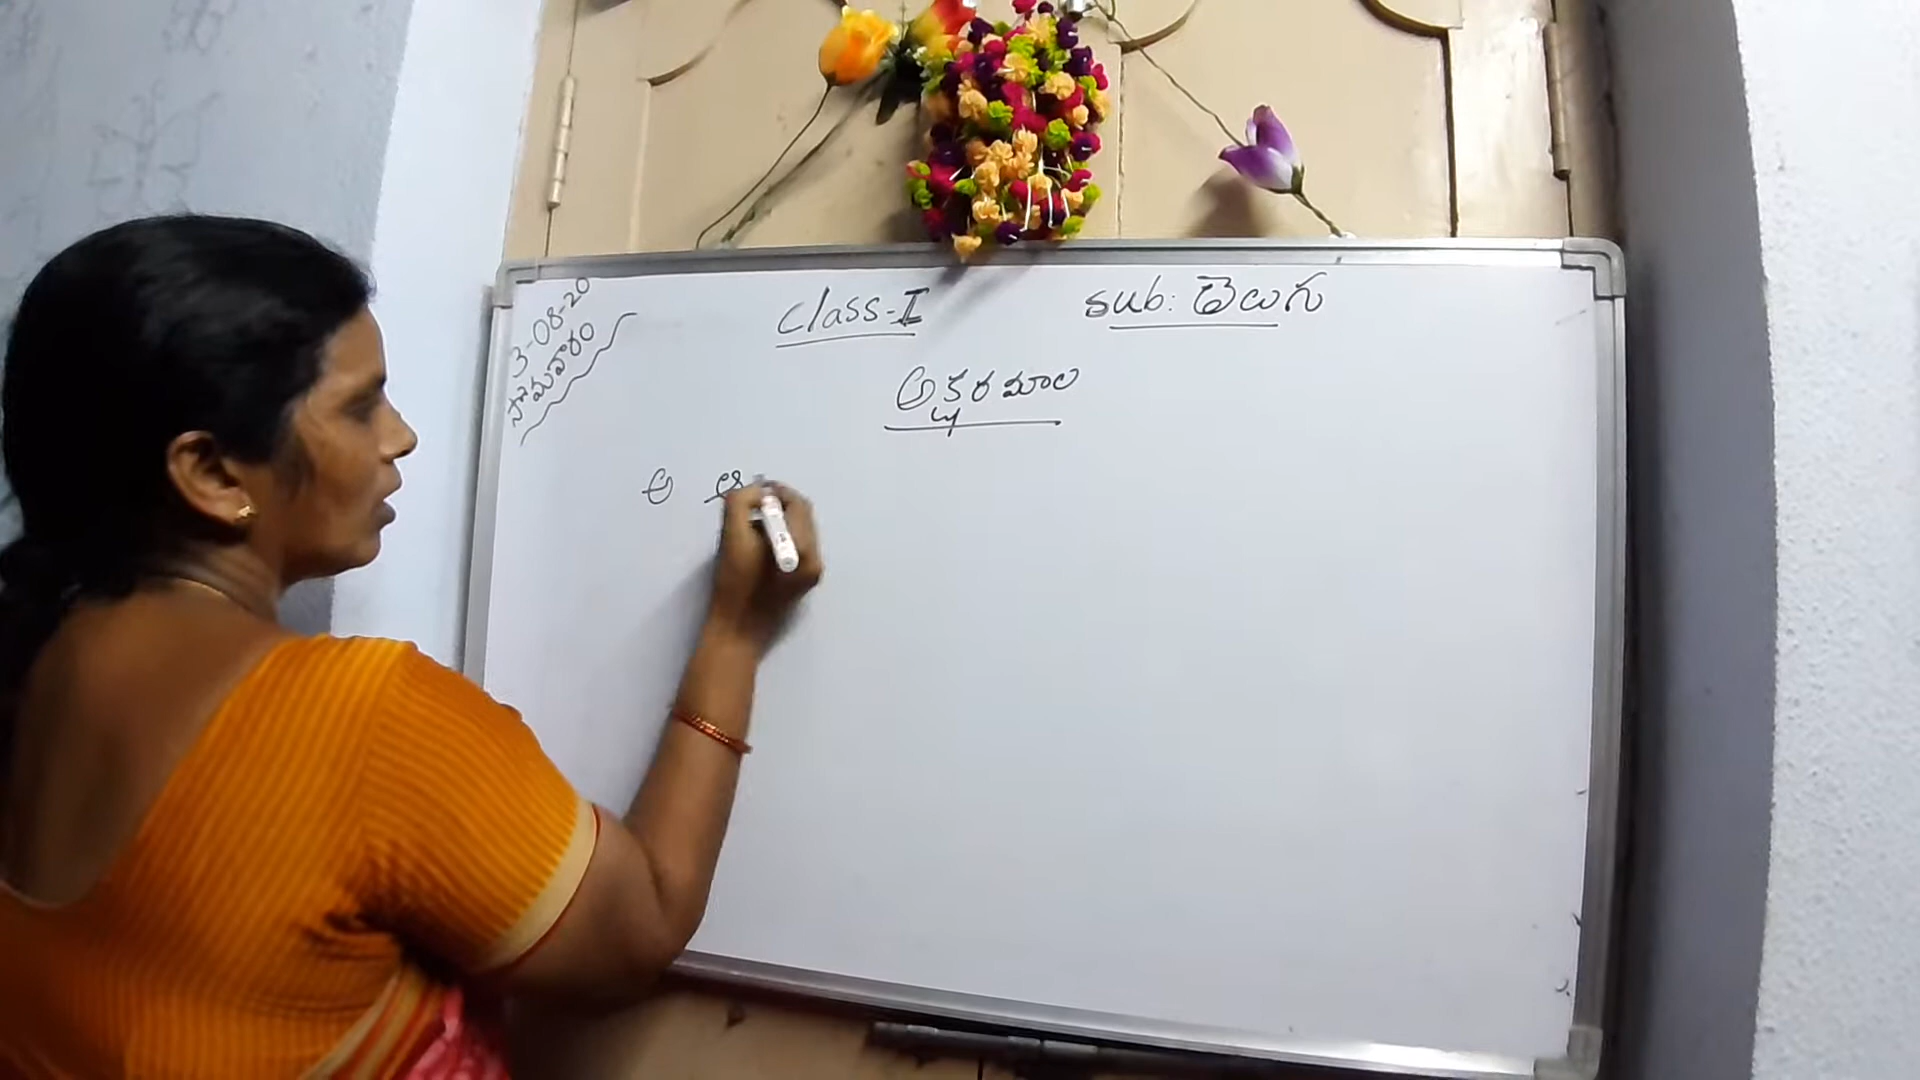 3-08-20
సోమవారం
Class-I
Sub: తెలుగు
అక్షరమాల
అ ఆ